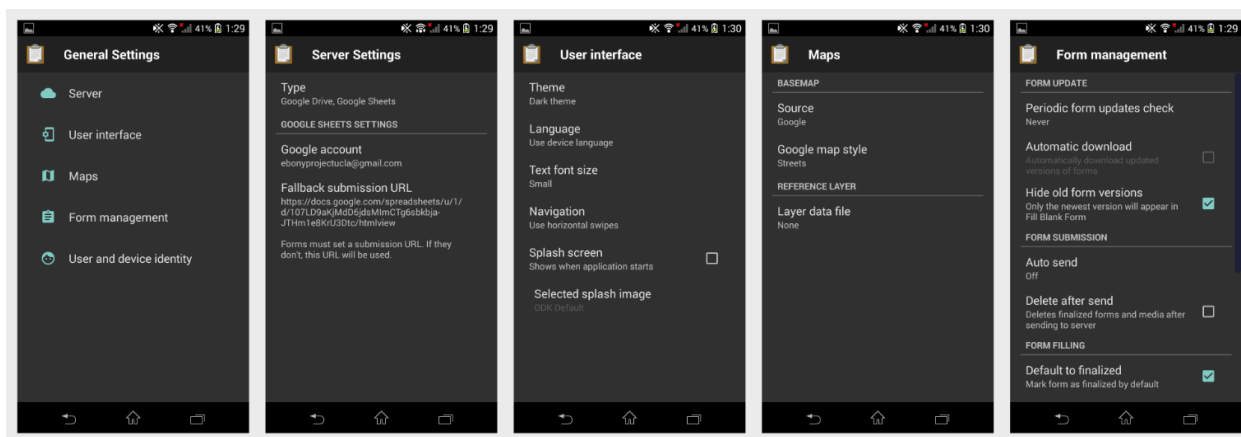 41% 1:29
General Settings
Server
User interface
Maps
Form management
User and device identity
41% 1:29
Server Settings
Type
Google Drive, Google Sheets
GOOGLE SHEETS SETTINGS
Google account
ebonyprojectucla@gmail.com
Fallback submission URL
https://docs.google.com/spreadsheets/u/1/
d/107LD9aKjMdD6jdsMImCTg6sbkbja-
JTHm1e8KrU3Dtc/htmlview
Forms must set a submission URL. If they
don't, this URL will be used.
41% 1:30
User interface
Theme
Dark theme
Language
Use device language
Text font size
Small
Navigation
Use horizontal swipes
Splash screen
Shows when application starts
Selected splash image
ODK Default
41% 1:30
Maps
BASEMAP
Source
Google
Google map style
Streets
REFERENCE LAYER
Layer data file
None
41% 1:29
Form management
FORM UPDATE
Periodic form updates check
Never
Automatic download
Automatically download updated
versions of forms
Hide old form versions
Only the newest version will appear in
Fill Blank Form
FORM SUBMISSION
Auto send
Off
Delete after send
Deletes finalized forms and media after
sending to server
FORM FILLING
Default to finalized
Mark form as finalized by default